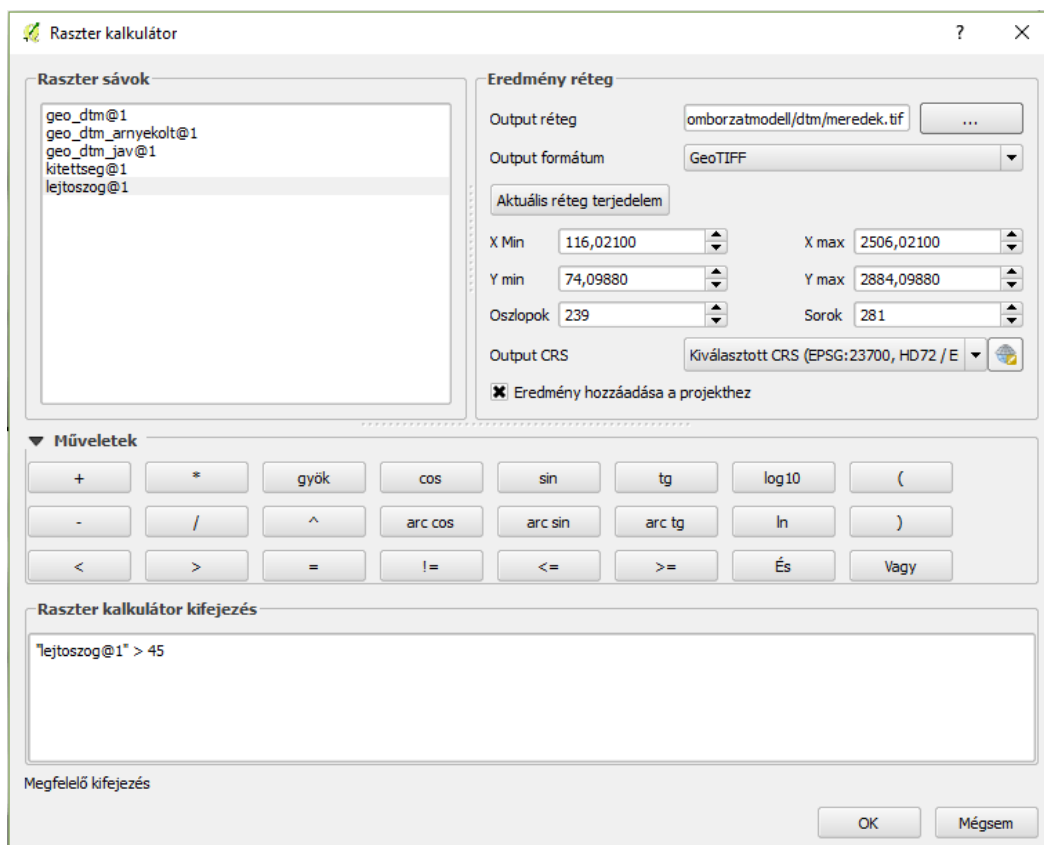 Raszter kalkulátor
?
Raszter sávok
geo_dtm@1
geo_dtm_arnyekolt@1
geo_dtm_jav@1
kitettseg@1
lejtoszog@1
Eredmény réteg
Output réteg omborzatmodell/dtm/meredek.tif ...
Output formátum GeoTIFF
Aktuális réteg terjedelem
X Min 116,02100 X max 2506,02100
Y min 74,09880 Y max 2884,09880
Oszlopok 239 Sorok 281
Output CRS Kiválasztott CRS (EPSG:23700, HD72 / E
Eredmény hozzáadása a projekthez
Műveletek
+ * gyök cos sin tg log10 (
- / ^ arc cos arc sin arc tg ln )
< > = != <= >= És Vagy
Raszter kalkulátor kifejezés
"lejtoszog@1" > 45
Megfelelő kifejezés
OK Mégsem